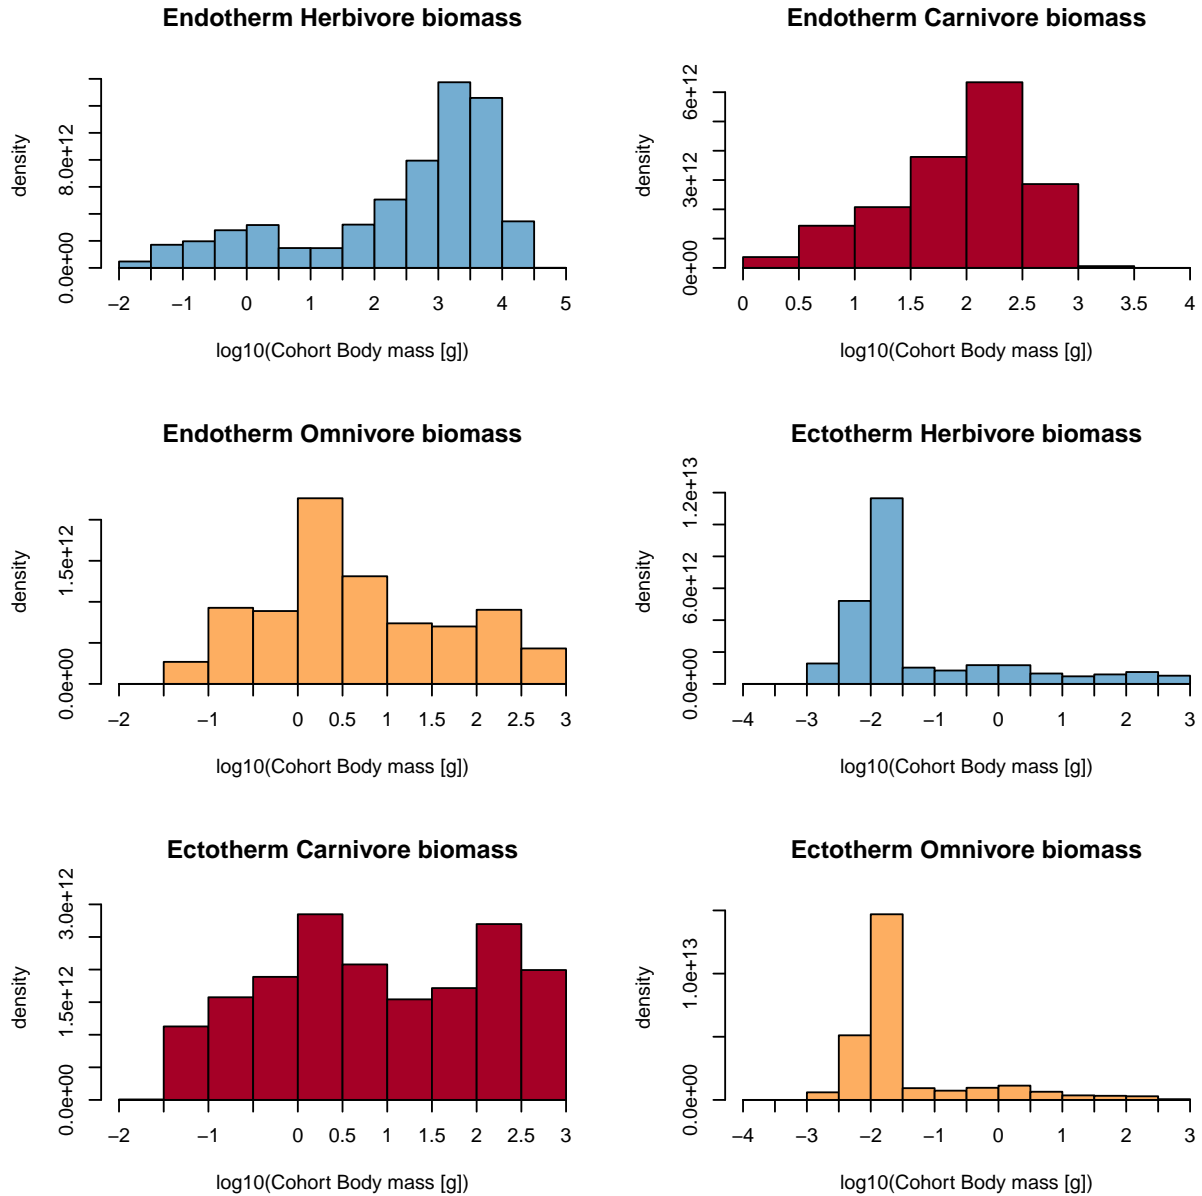 Endotherm Herbivore biomass
density
0.0e+00
8.0e+12
−2
−1
0
1
2
3
4
5
log10(Cohort Body mass [g])
Endotherm Carnivore biomass
density
0e+00
3e+12
6e+12
0
0.5
1
1.5
2
2.5
3
3.5
4
log10(Cohort Body mass [g])
Endotherm Omnivore biomass
density
0.0e+00
1.5e+12
−2
−1
0
0.5
1
1.5
2
2.5
3
log10(Cohort Body mass [g])
Ectotherm Herbivore biomass
density
0.0e+00
6.0e+12
1.2e+13
−4
−3
−2
−1
0
1
2
3
log10(Cohort Body mass [g])
Ectotherm Carnivore biomass
density
0.0e+00
1.5e+12
3.0e+12
−2
−1
0
0.5
1
1.5
2
2.5
3
log10(Cohort Body mass [g])
Ectotherm Omnivore biomass
density
0.0e+00
1.0e+13
−4
−3
−2
−1
0
1
2
3
log10(Cohort Body mass [g])